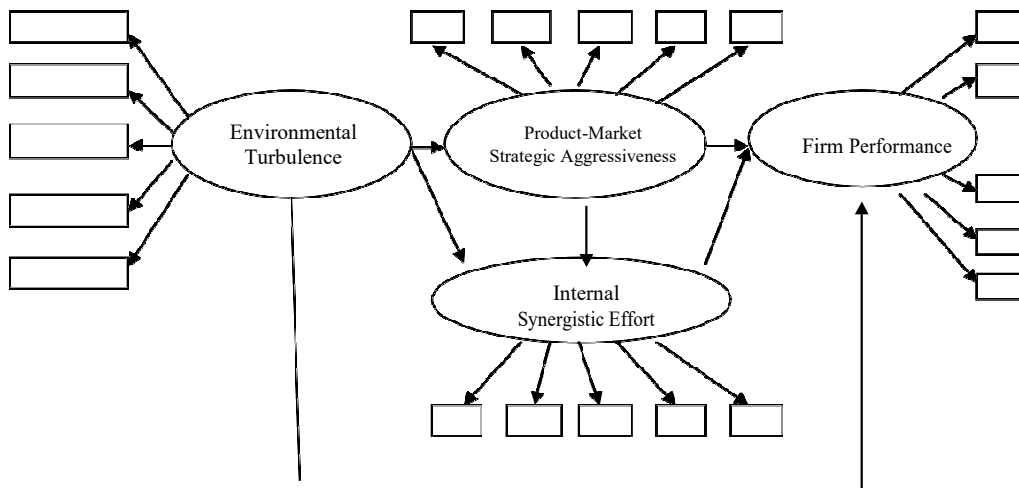 Environmental
Turbulence
Product-Market
Strategic Aggressiveness
Firm Performance
Internal
Synergistic Effort